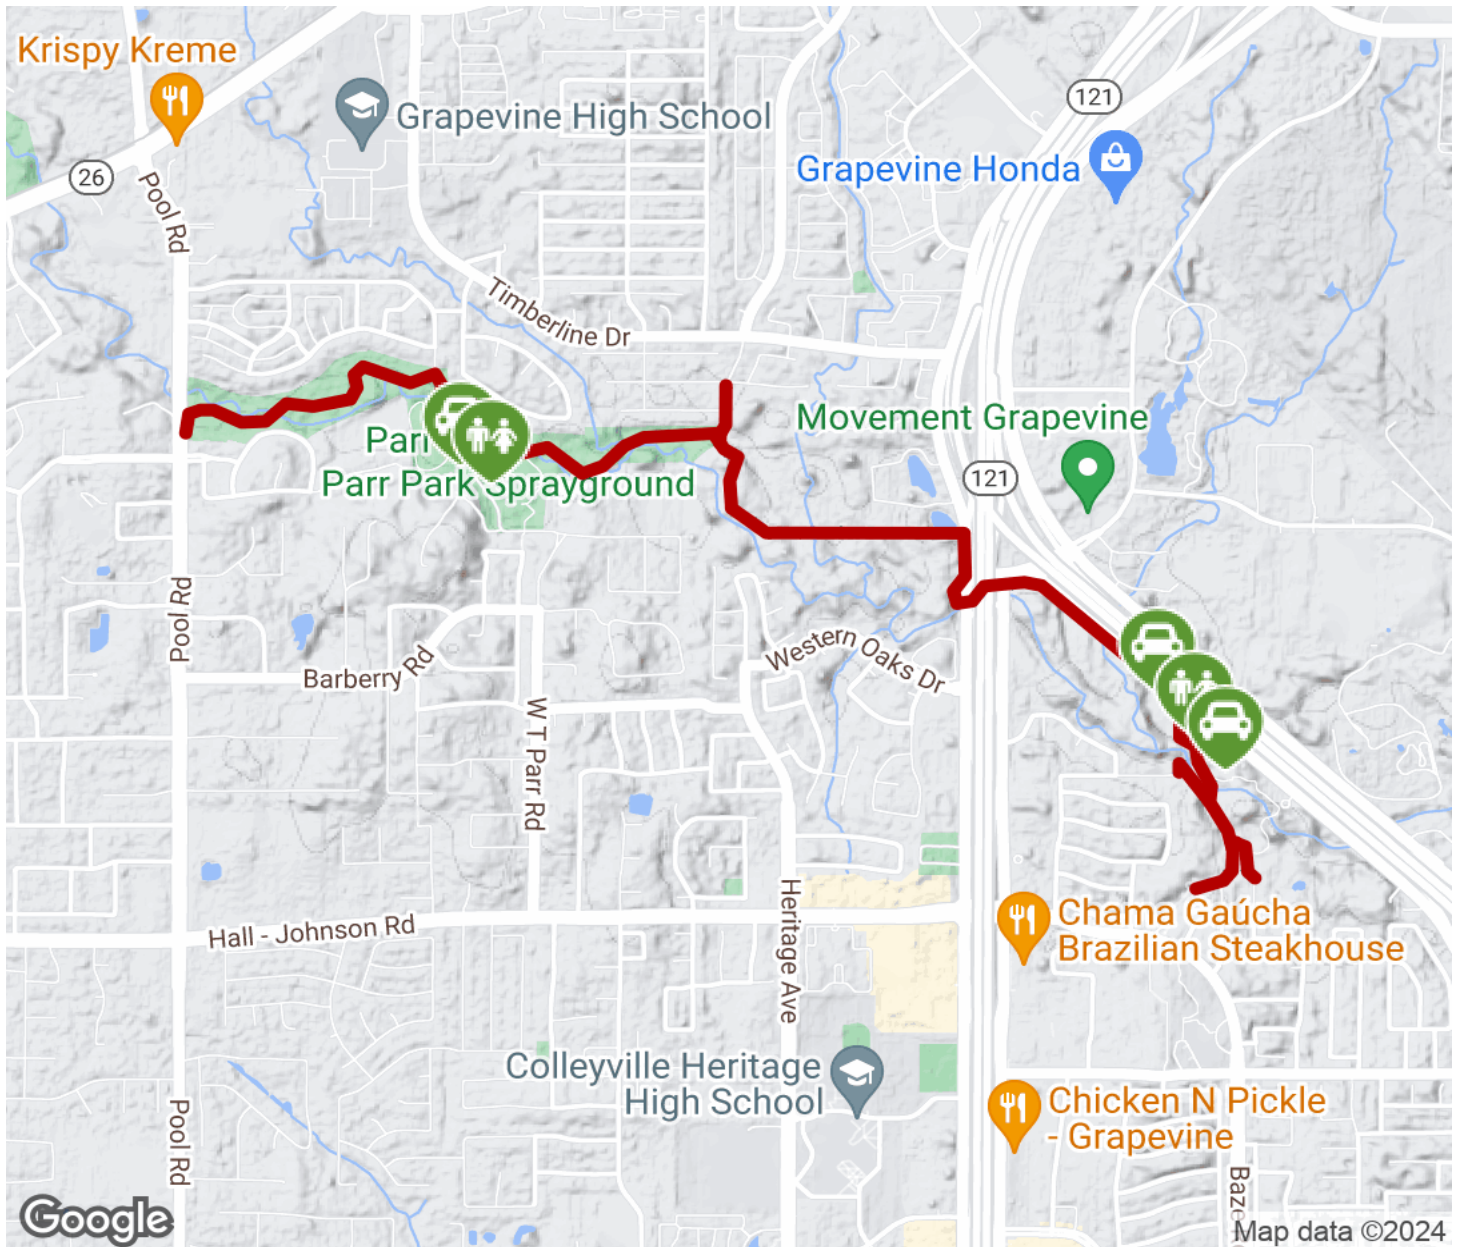 Krispy Kreme
Grapevine High School
121
Grapevine Honda
26
Pool Rd
Timberline Dr
Movement Grapevine
Parr Park Sprayground
121
Pool Rd
Barberry Rd
Western Oaks Dr
W T Parr Rd
Heritage Ave
Hall - Johnson Rd
Chama Gaúcha
Brazilian Steakhouse
Colleyville Heritage
High School
Chicken N Pickle
- Grapevine
Pool Rd
Google
Map data ©2024